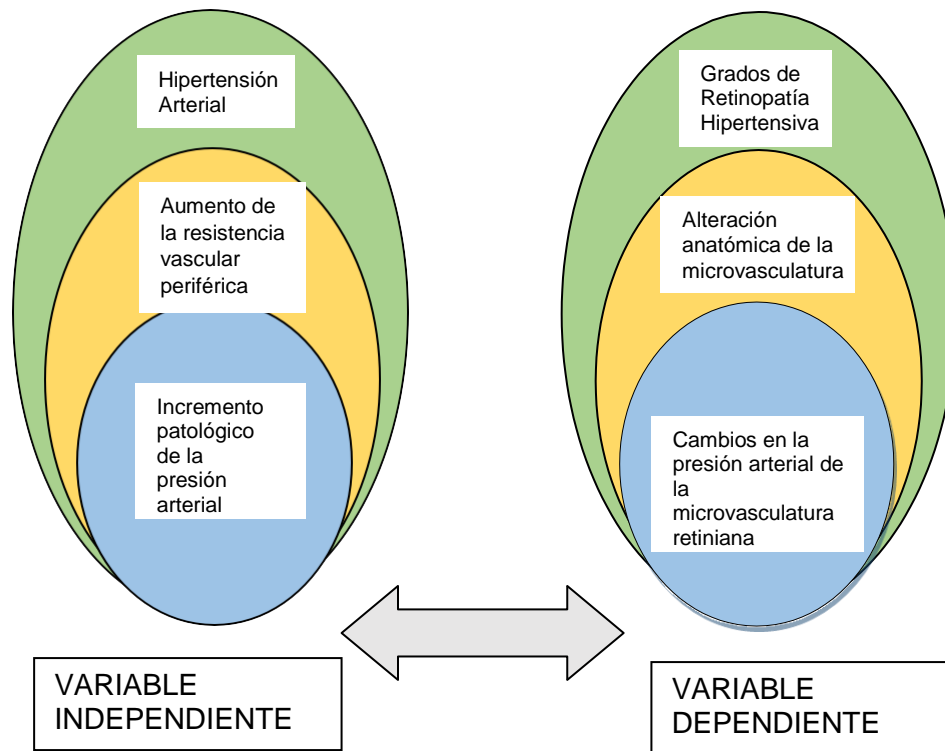 Hipertensión
Arterial
Aumento de
la resistencia
vascular
periférica
Incremento
patológico
de la
presión
arterial
VARIABLE
INDEPENDIENTE
Grados de
Retinopatía
Hipertensiva
Alteración
anatómica de la
microvasculatura
Cambios en la
presión arterial de
la
microvasculatura
retiniana
VARIABLE
DEPENDIENTE